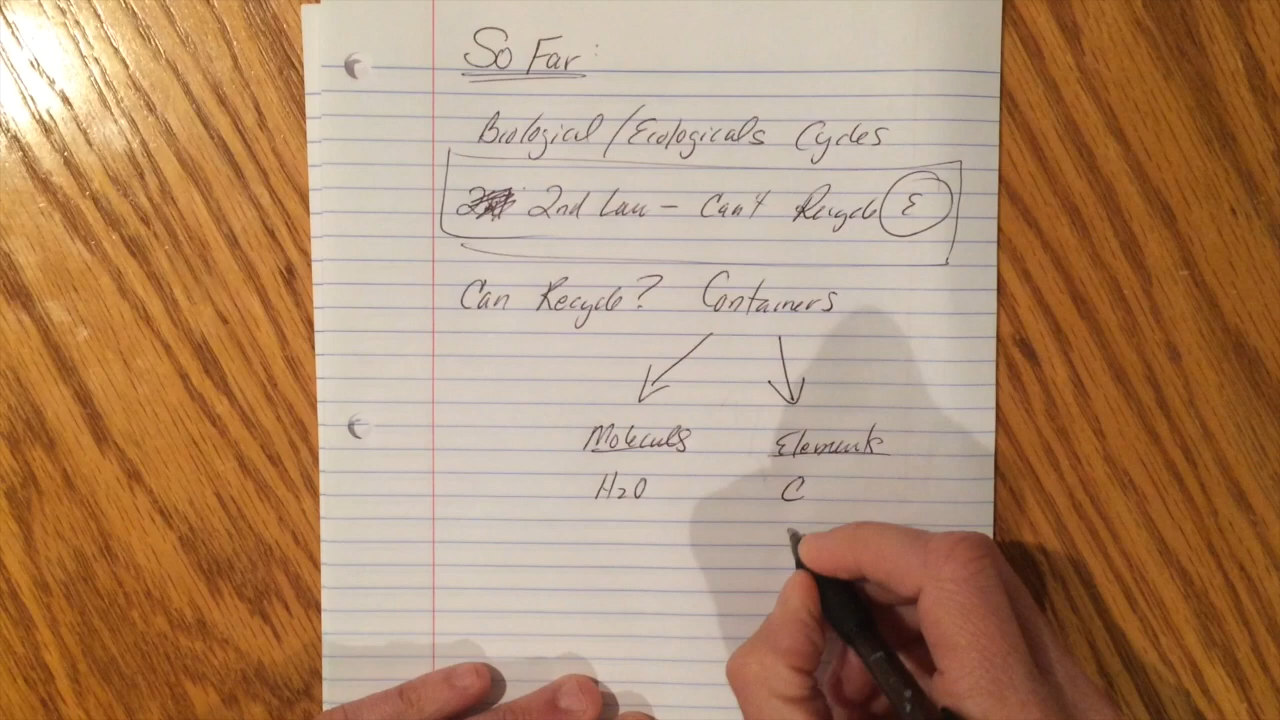 So Far:
Biological/Ecologicals Cycles
2nd Law - Can't Recycle E
Can Recycle? Containers
Molecules Elements
H2O C